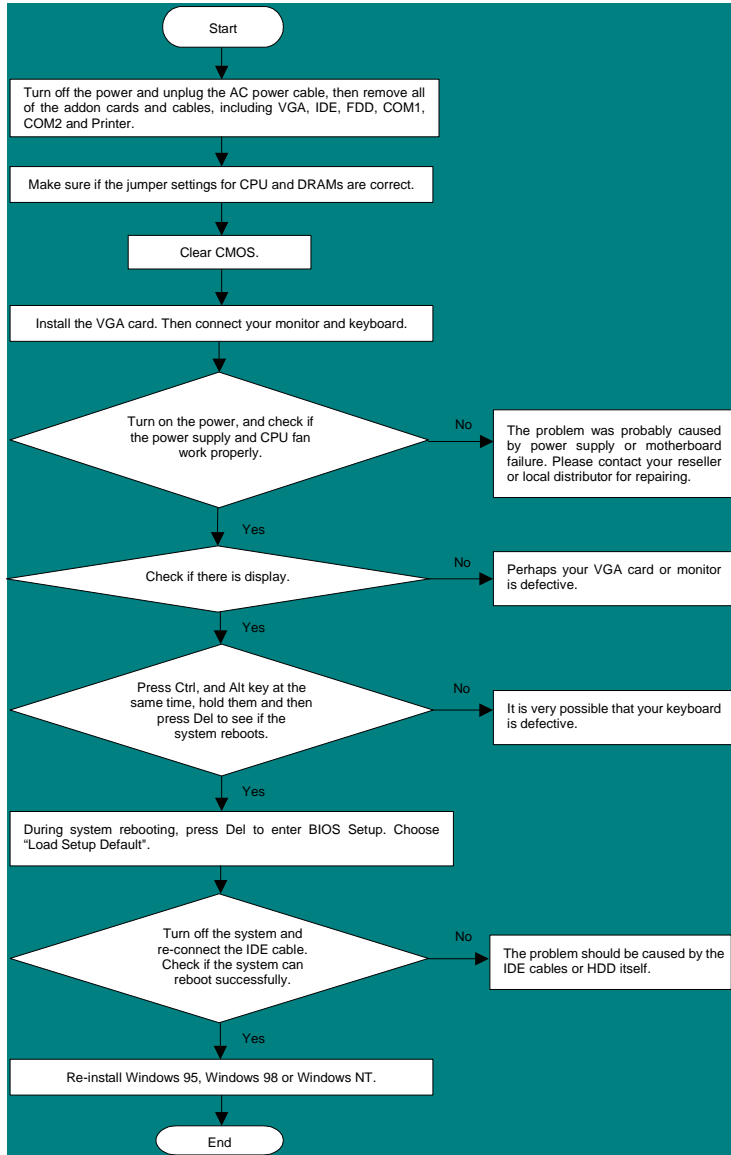 Start
Turn off the power and unplug the AC power cable, then remove all
of the addon cards and cables, including VGA, IDE, FDD, COM1,
COM2 and Printer.
Make sure if the jumper settings for CPU and DRAMs are correct.
Clear CMOS.
Install the VGA card. Then connect your monitor and keyboard.
Turn on the power, and check if
the power supply and CPU fan
work properly.
No
The problem was probably caused
by power supply or motherboard
failure. Please contact your reseller
or local distributor for repairing.
Yes
Check if there is display.
No
Perhaps your VGA card or monitor
is defective.
Yes
Press Ctrl, and Alt key at the
same time, hold them and then
press Del to see if the
system reboots.
No
It is very possible that your keyboard
is defective.
Yes
During system rebooting, press Del to enter BIOS Setup. Choose
“Load Setup Default”.
Turn off the system and
re-connect the IDE cable.
Check if the system can
reboot successfully.
No
The problem should be caused by the
IDE cables or HDD itself.
Yes
Re-install Windows 95, Windows 98 or Windows NT.
End